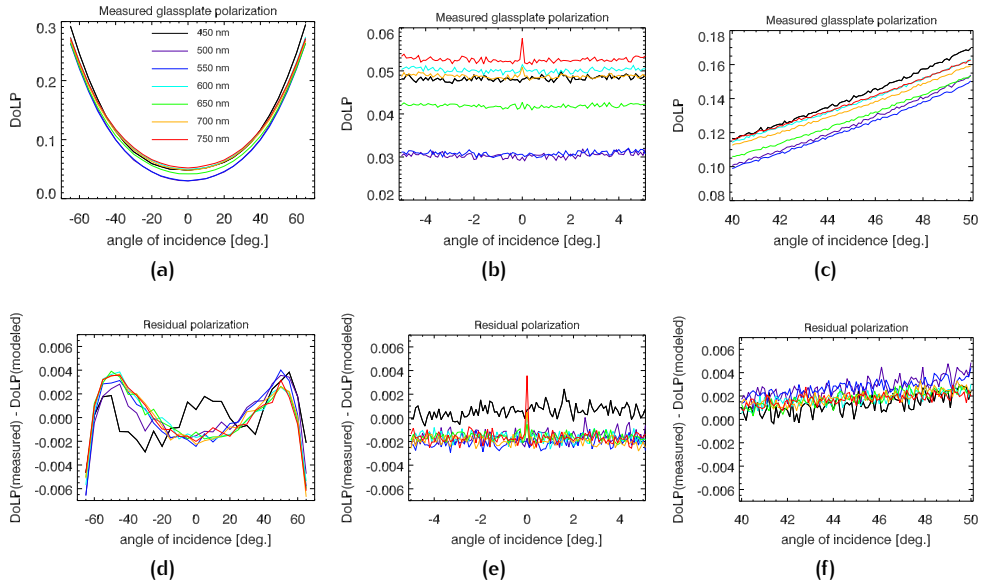 Measured glassplate polarization
DoLP
0.3
0.2
0.1
0.0
450 nm
500 nm
550 nm
600 nm
650 nm
700 nm
750 nm
-60 -40 -20 0 20 40 60
angle of incidence [deg.]
(a)
Measured glassplate polarization
DoLP
0.06
0.05
0.04
0.03
0.02
-4 -2 0 2 4
angle of incidence [deg.]
(b)
Measured glassplate polarization
DoLP
0.18
0.16
0.14
0.12
0.10
0.08
40 42 44 46 48 50
angle of incidence [deg.]
(c)
Residual polarization
DoLP(measured) - DoLP(modeled)
0.006
0.004
0.002
0.000
-0.002
-0.004
-0.006
-60 -40 -20 0 20 40 60
angle of incidence [deg.]
(d)
Residual polarization
DoLP(measured) - DoLP(modeled)
0.006
0.004
0.002
0.000
-0.002
-0.004
-0.006
-4 -2 0 2 4
angle of incidence [deg.]
(e)
Residual polarization
DoLP(measured) - DoLP(modeled)
0.006
0.004
0.002
0.000
-0.002
-0.004
-0.006
40 42 44 46 48 50
angle of incidence [deg.]
(f)